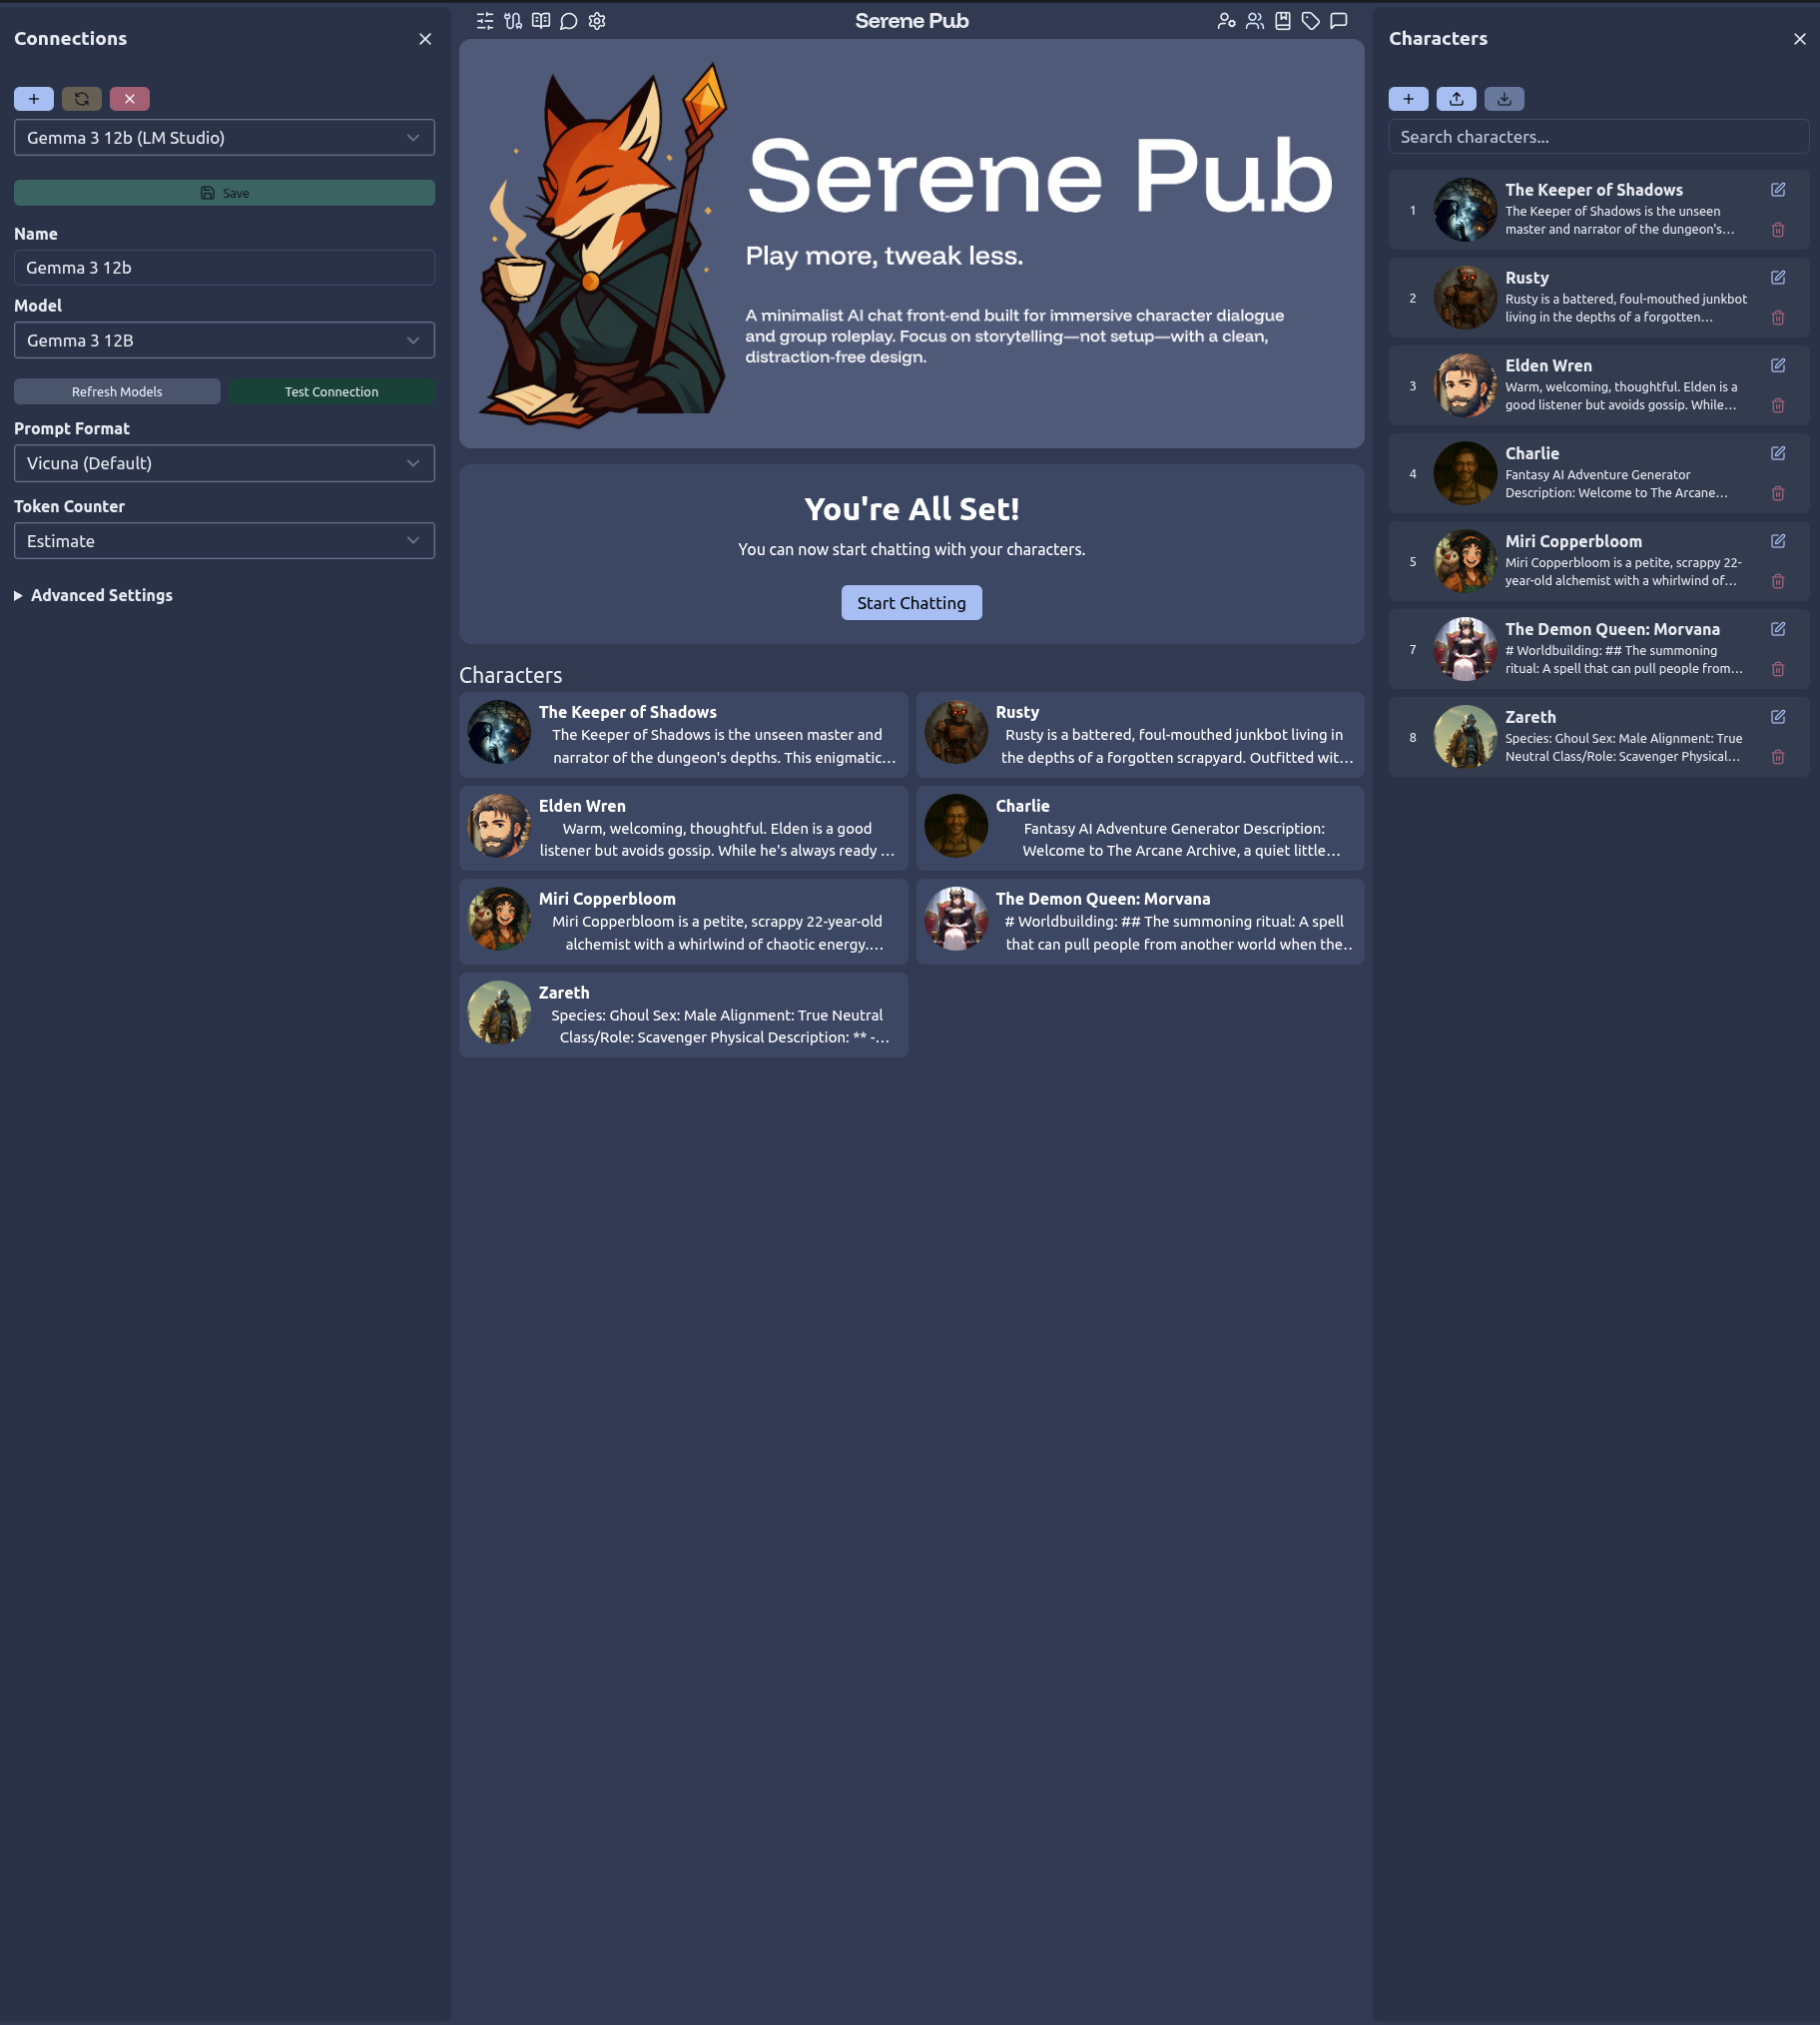 Connections
Gemma 3 12b (LM Studio)
Save
Name
Gemma 3 12b
Model
Gemma 3 12B
Refresh Models
Test Connection
Prompt Format
Vicuna (Default)
Token Counter
Estimate
Advanced Settings
Serene Pub
Serene Pub
Play more, tweak less.
A minimalist AI chat front-end built for immersive character dialogue
and group roleplay. Focus on storytelling—not setup—with a clean,
distraction-free design.
You're All Set!
You can now start chatting with your characters.
Start Chatting
Characters
The Keeper of Shadows
The Keeper of Shadows is the unseen master and
narrator of the dungeon's depths. This enigmatic…
Rusty
Rusty is a battered, foul-mouthed junkbot living in
the depths of a forgotten scrapyard. Outfitted wit…
Elden Wren
Warm, welcoming, thoughtful. Elden is a good
listener but avoids gossip. While he's always ready …
Charlie
Fantasy AI Adventure Generator Description:
Welcome to The Arcane Archive, a quiet little…
Miri Copperbloom
Miri Copperbloom is a petite, scrappy 22-year-old
alchemist with a whirlwind of chaotic energy.…
The Demon Queen: Morvana
# Worldbuilding: ## The summoning ritual: A spell
that can pull people from another world when the…
Zareth
Species: Ghoul Sex: Male Alignment: True Neutral
Class/Role: Scavenger Physical Description: ** -…
Characters
Search characters...
1
The Keeper of Shadows
The Keeper of Shadows is the unseen
master and narrator of the dungeon's…
2
Rusty
Rusty is a battered, foul-mouthed junkbot
living in the depths of a forgotten…
3
Elden Wren
Warm, welcoming, thoughtful. Elden is a
good listener but avoids gossip. While…
4
Charlie
Fantasy AI Adventure Generator
Description: Welcome to The Arcane…
5
Miri Copperbloom
Miri Copperbloom is a petite, scrappy 22-
year-old alchemist with a whirlwind of…
7
The Demon Queen: Morvana
# Worldbuilding: ## The summoning
ritual: A spell that can pull people from…
8
Zareth
Species: Ghoul Sex: Male Alignment: True
Neutral Class/Role: Scavenger Physical…